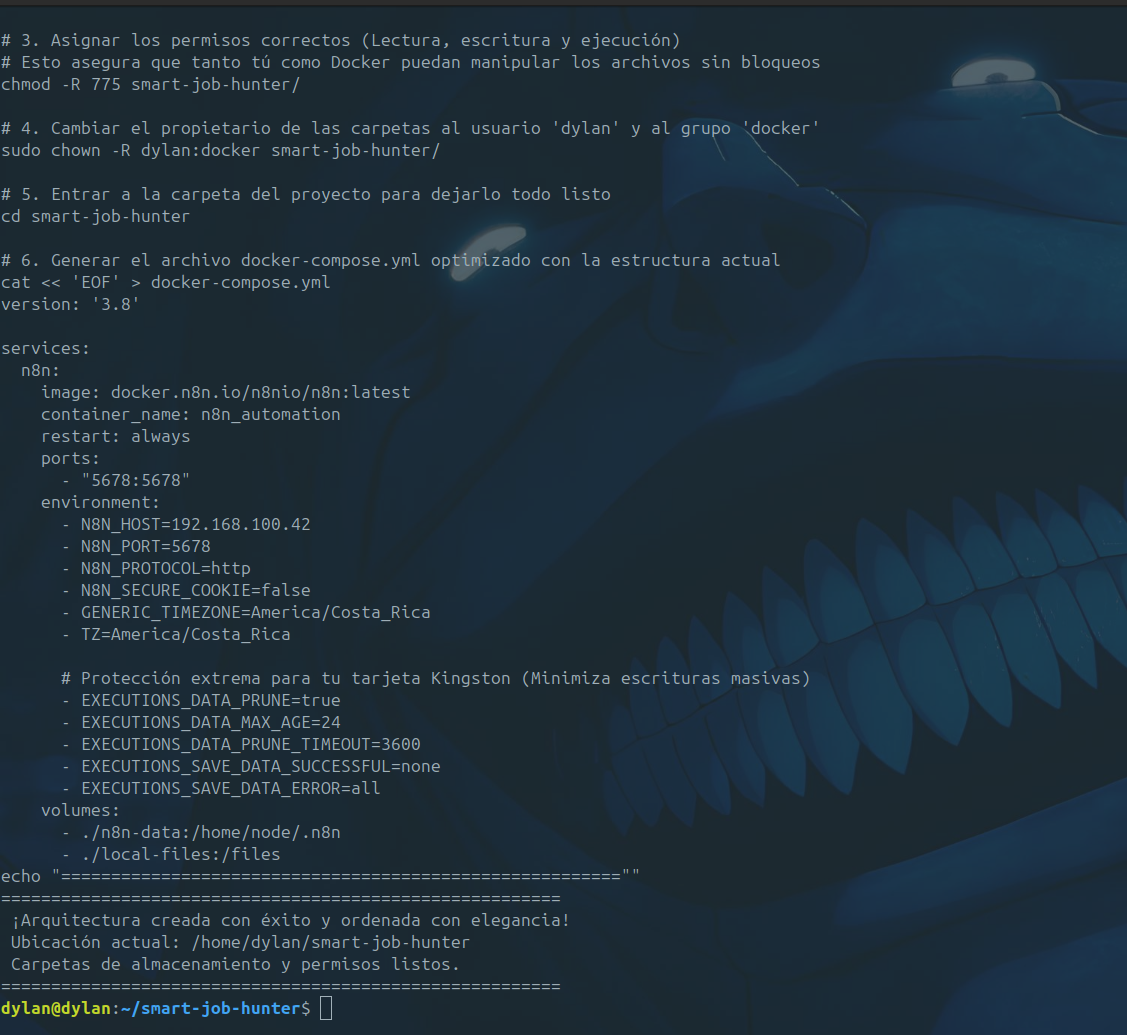 # 3. Asignar los permisos correctos (Lectura, escritura y ejecución)
# Esto asegura que tanto tú como Docker puedan manipular los archivos sin bloqueos
chmod -R 775 smart-job-hunter/

# 4. Cambiar el propietario de las carpetas al usuario 'dylan' y al grupo 'docker'
sudo chown -R dylan:docker smart-job-hunter/

# 5. Entrar a la carpeta del proyecto para dejarlo todo listo
cd smart-job-hunter

# 6. Generar el archivo docker-compose.yml optimizado con la estructura actual
cat << 'EOF' > docker-compose.yml
version: '3.8'

services:
  n8n:
    image: docker.n8n.io/n8nio/n8n:latest
    container_name: n8n_automation
    restart: always
    ports:
      - "5678:5678"
    environment:
      - N8N_HOST=192.168.100.42
      - N8N_PORT=5678
      - N8N_PROTOCOL=http
      - N8N_SECURE_COOKIE=false
      - GENERIC_TIMEZONE=America/Costa_Rica
      - TZ=America/Costa_Rica

      # Protección extrema para tu tarjeta Kingston (Minimiza escrituras masivas)
      - EXECUTIONS_DATA_PRUNE=true
      - EXECUTIONS_DATA_MAX_AGE=24
      - EXECUTIONS_DATA_PRUNE_TIMEOUT=3600
      - EXECUTIONS_SAVE_DATA_SUCCESSFUL=none
      - EXECUTIONS_SAVE_DATA_ERROR=all
    volumes:
      - ./n8n-data:/home/node/.n8n
      - ./local-files:/files
echo "========================================================""
========================================================
 ¡Arquitectura creada con éxito y ordenada con elegancia!
 Ubicación actual: /home/dylan/smart-job-hunter
 Carpetas de almacenamiento y permisos listos.
========================================================
dylan@dylan:~/smart-job-hunter$